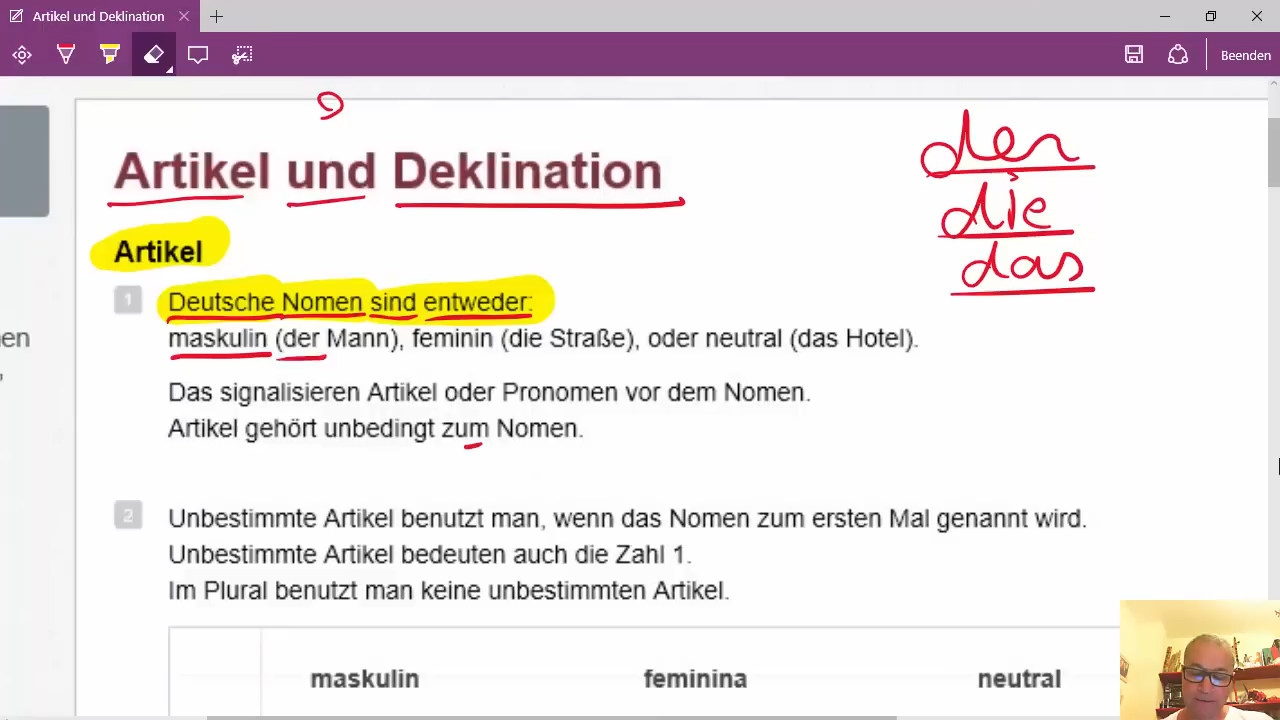 Artikel und Deklination
Beenden
Artikel und Deklination
der
die
das
Artikel
1
Deutsche Nomen sind entweder:
maskulin (der Mann), feminin (die Straße), oder neutral (das Hotel).
en
Das signalisieren Artikel oder Pronomen vor dem Nomen.
Artikel gehört unbedingt zum Nomen.
2
Unbestimmte Artikel benutzt man, wenn das Nomen zum ersten Mal genannt wird.
Unbestimmte Artikel bedeuten auch die Zahl 1.
Im Plural benutzt man keine unbestimmten Artikel.
maskulin feminina neutral